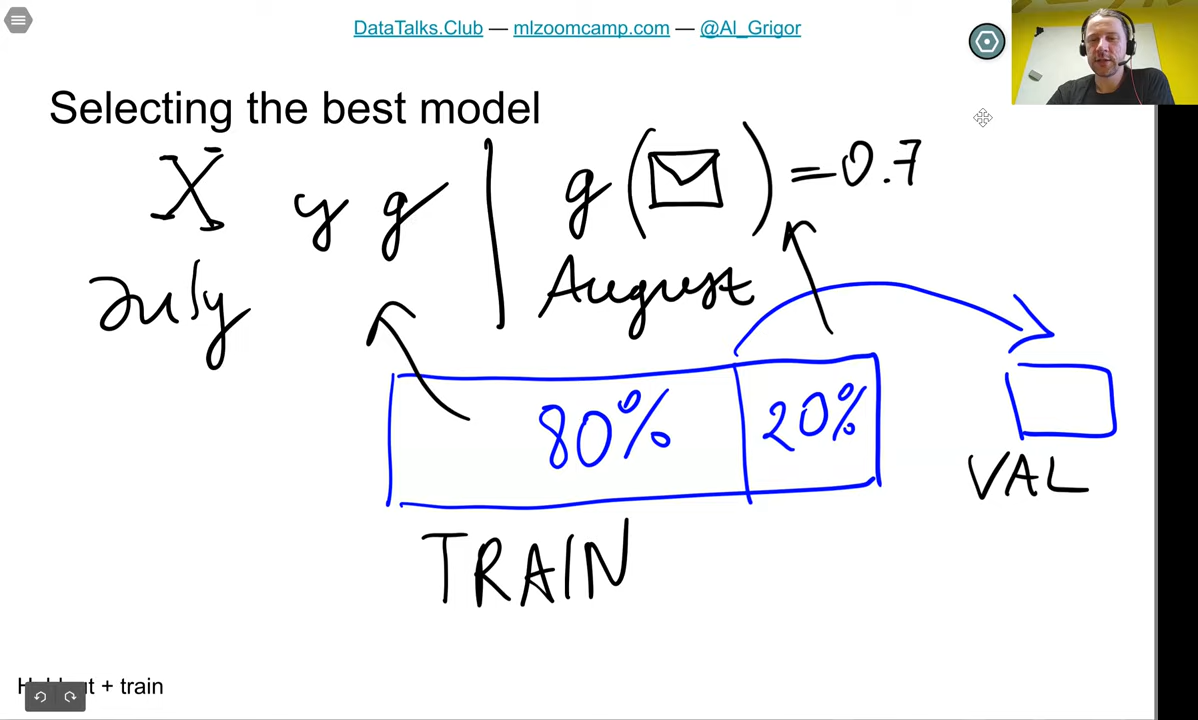 DataTalks.Club — mlzoomcamp.com — @Al_Grigor
Selecting the best model
X y g g ( ) = 0.7
July August
80% 20%
VAL
TRAIN
+ train